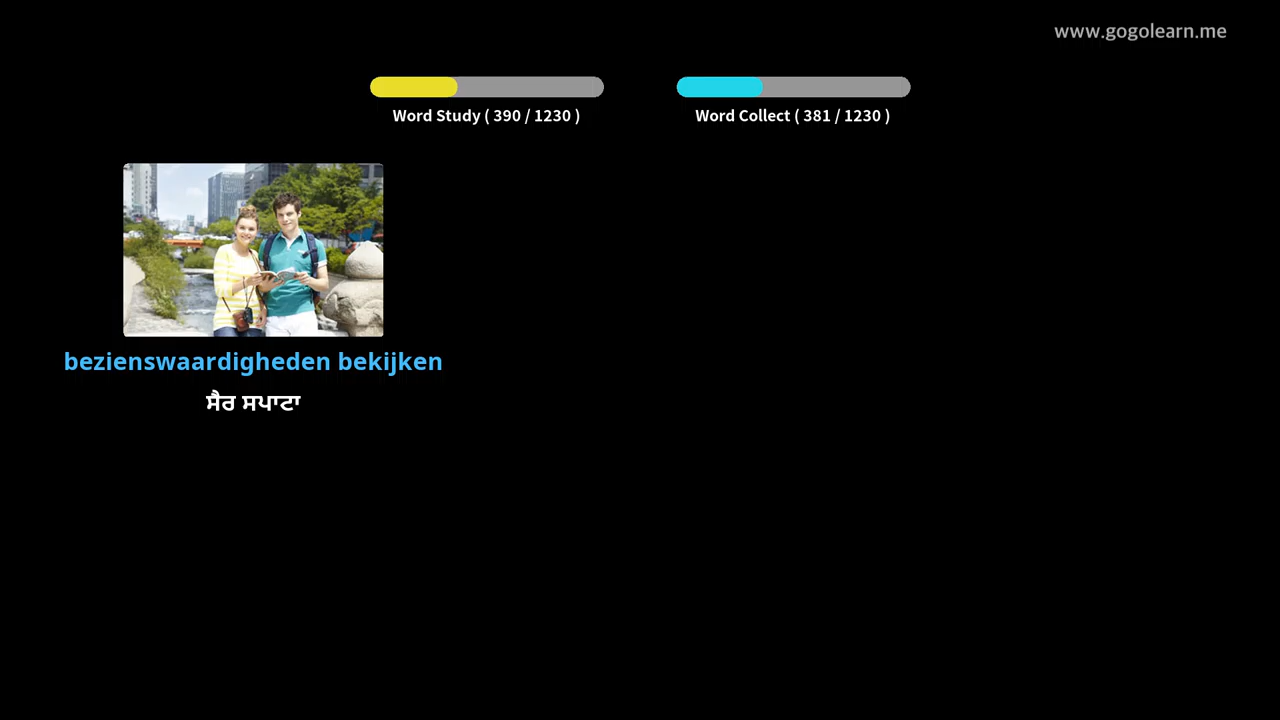 www.gogolearn.me
Word Study ( 390 / 1230 )
Word Collect ( 381 / 1230 )
bezienswaardigheden bekijken
ਸੈਰ ਸਪਾਟਾ